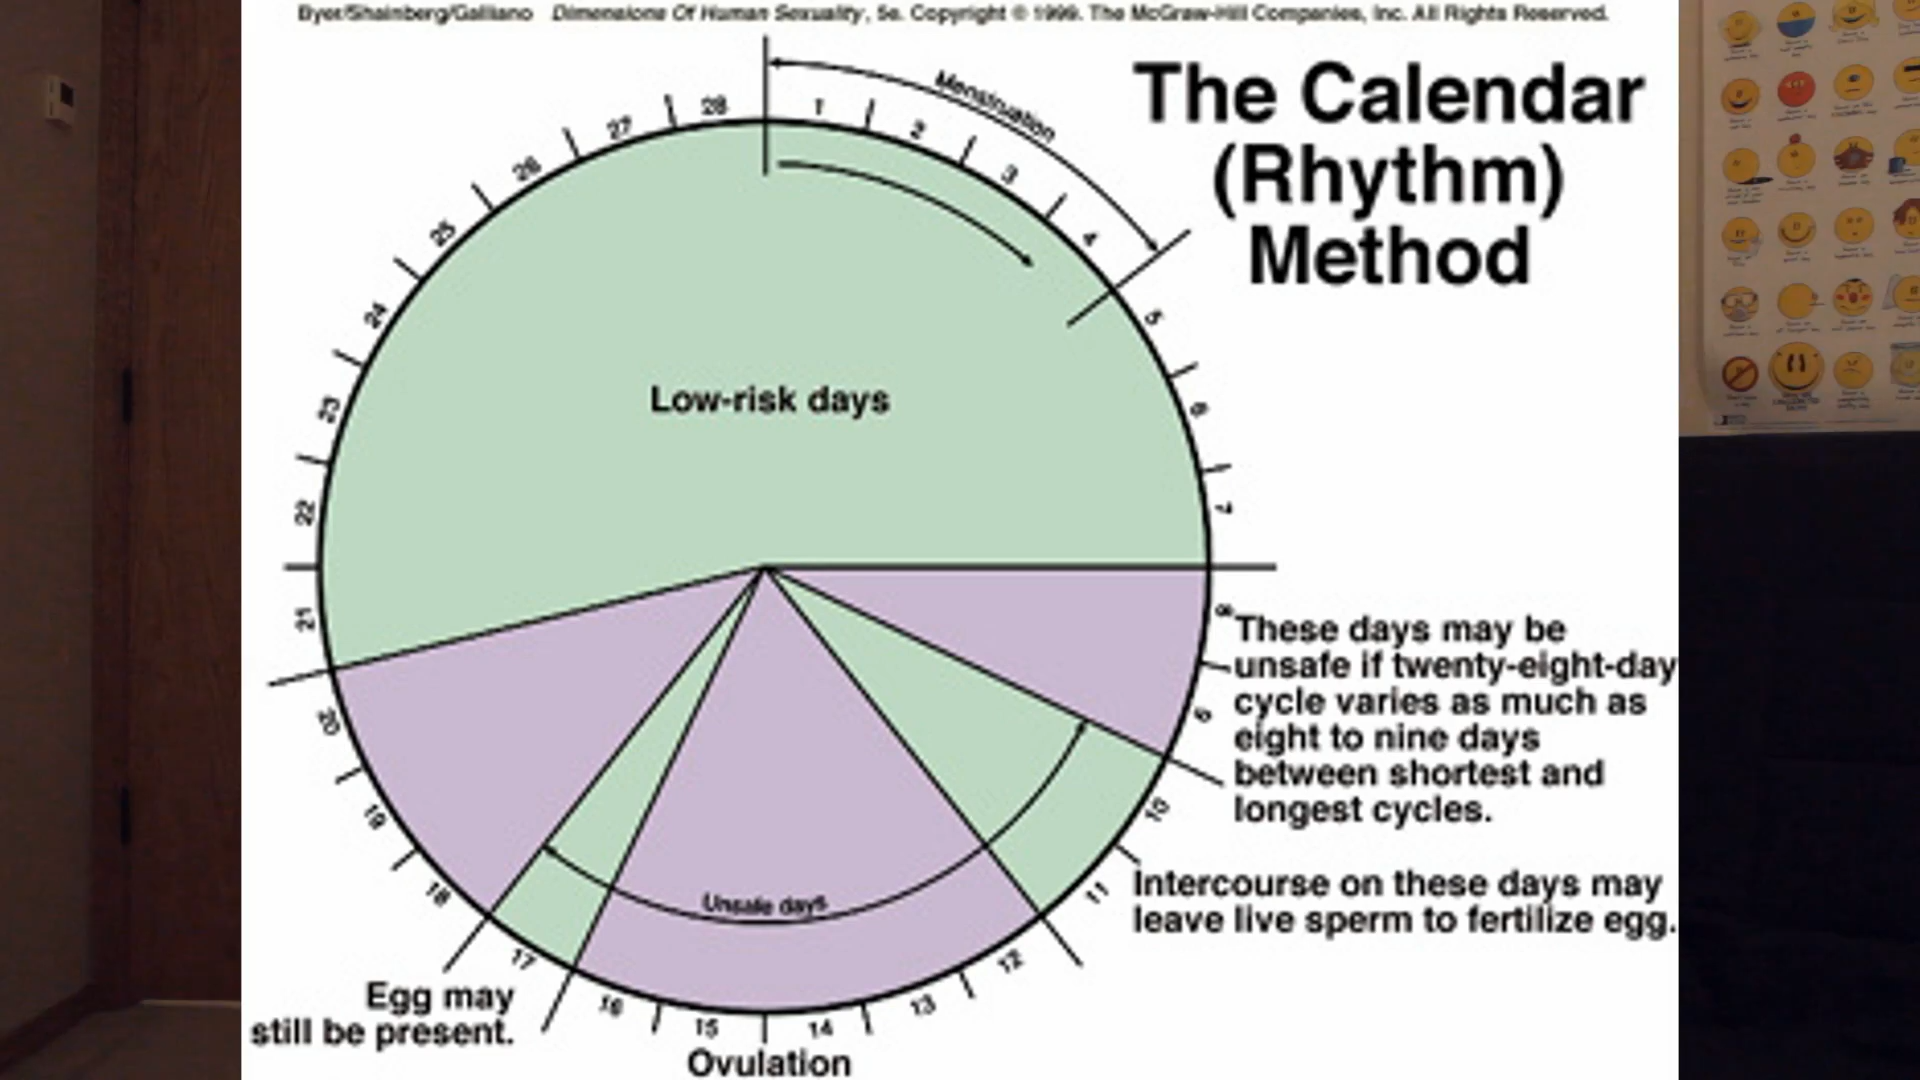 Byer/Shainberg/Galliano Dimensions Of Human Sexuality, 5e. Copyright © 1999. The McGraw-Hill Companies, Inc. All Rights Reserved.
The Calendar
(Rhythm)
Method
Menstruation
1
2
3
4
5
6
7
8
9
10
11
12
13
14
15
16
17
18
19
20
21
22
23
24
25
26
27
28
Low-risk days
These days may be
unsafe if twenty-eight-day
cycle varies as much as
eight to nine days
between shortest and
longest cycles.
Intercourse on these days may
leave live sperm to fertilize egg.
Unsafe days
Egg may
still be present.
Ovulation